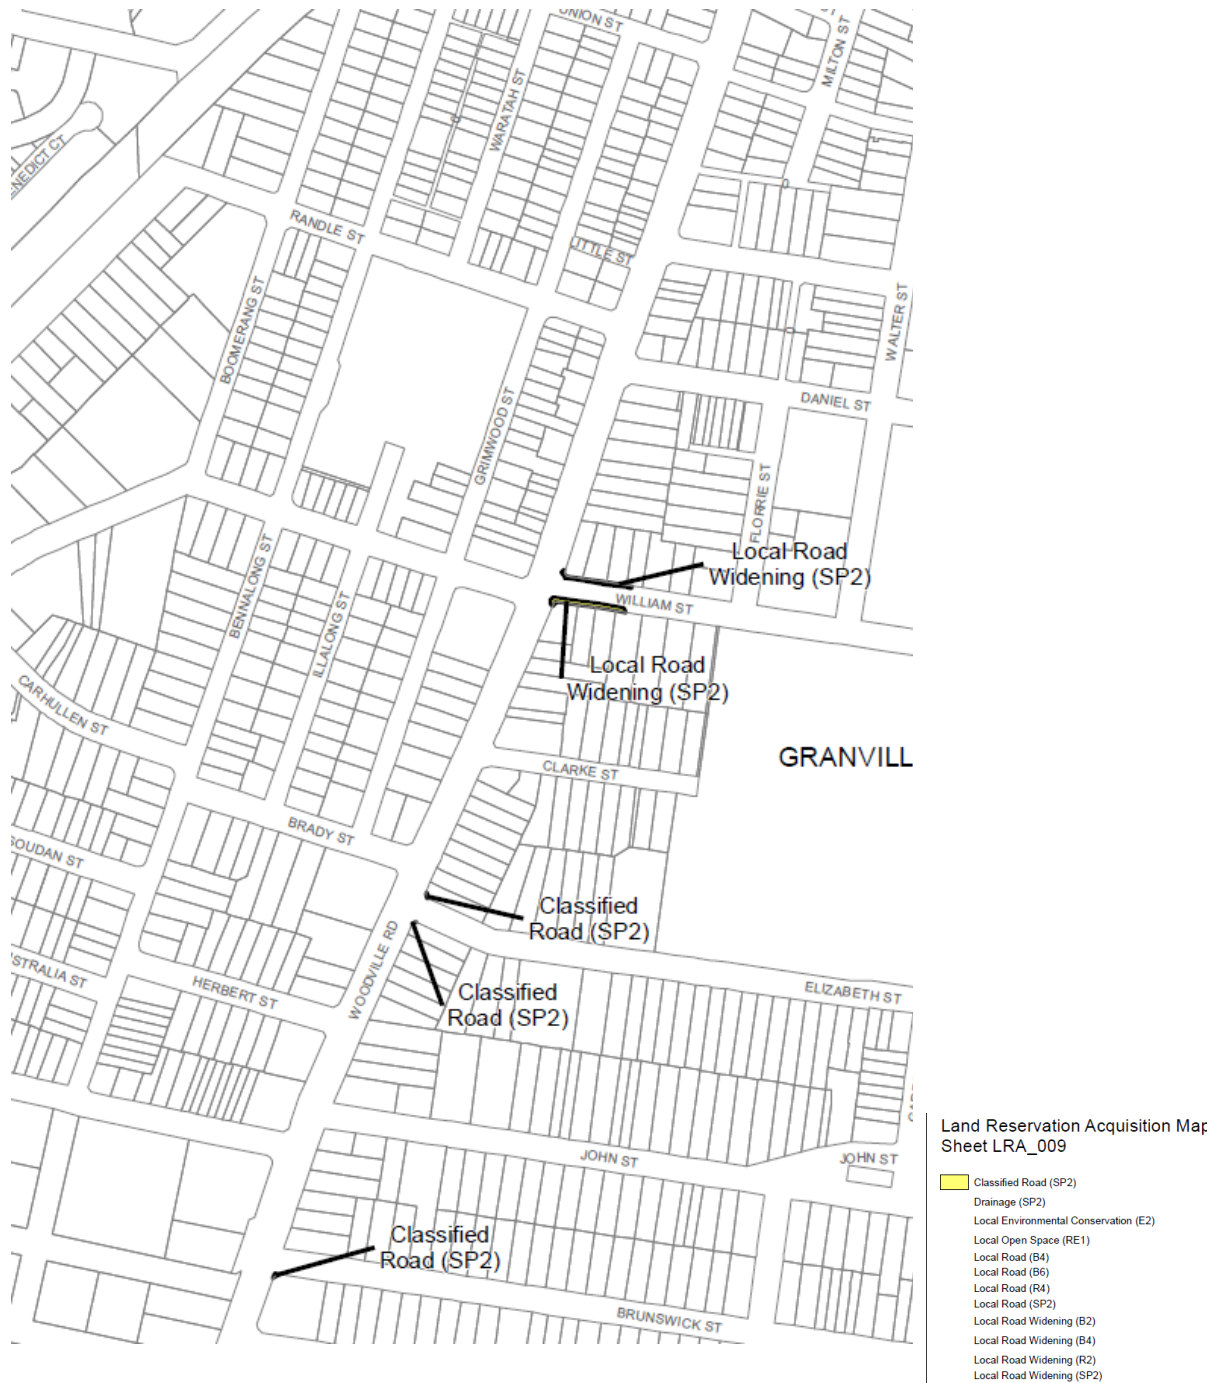 UNION ST
MILTON ST
WARATAH ST
ENEDICT CT
RANDLE ST
LITTLE ST
BOOMERANG ST
WALTER ST
DANIEL ST
GRIMWOOD ST
FLORRIE ST
Local Road
Widening (SP2)
BENNALONG ST
ILLALONG ST
WILLIAM ST
Local Road
Widening (SP2)
CARHULLEN ST
GRANVILL
CLARKE ST
BRADY ST
SOUDAN ST
Classified
Road (SP2)
WOODVILLE RD
STRALIA ST
HERBERT ST
Classified
Road (SP2)
ELIZABETH ST
JOHN ST
JOHN ST
Classified
Road (SP2)
BRUNSWICK ST
Land Reservation Acquisition Map
Sheet LRA_009
Classified Road (SP2)
Drainage (SP2)
Local Environmental Conservation (E2)
Local Open Space (RE1)
Local Road (B4)
Local Road (B6)
Local Road (R4)
Local Road (SP2)
Local Road Widening (B2)
Local Road Widening (B4)
Local Road Widening (R2)
Local Road Widening (SP2)